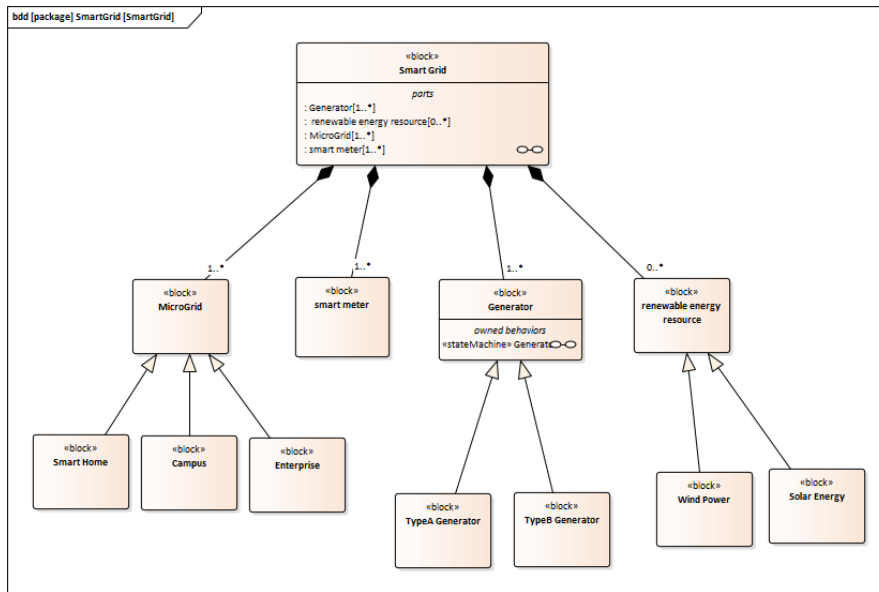 bdd [package] SmartGrid [SmartGrid]
«block»
Smart Grid
parts
: Generator[1..*]
: renewable energy resource[0..*]
: MicroGrid[1..*]
: smart meter[1..*]
1..*
1..*
1..*
0..*
«block»
MicroGrid
«block»
smart meter
«block»
Generator
owned behaviors
«stateMachine» Generato
«block»
renewable energy
resource
«block»
Smart Home
«block»
Campus
«block»
Enterprise
«block»
TypeA Generator
«block»
TypeB Generator
«block»
Wind Power
«block»
Solar Energy